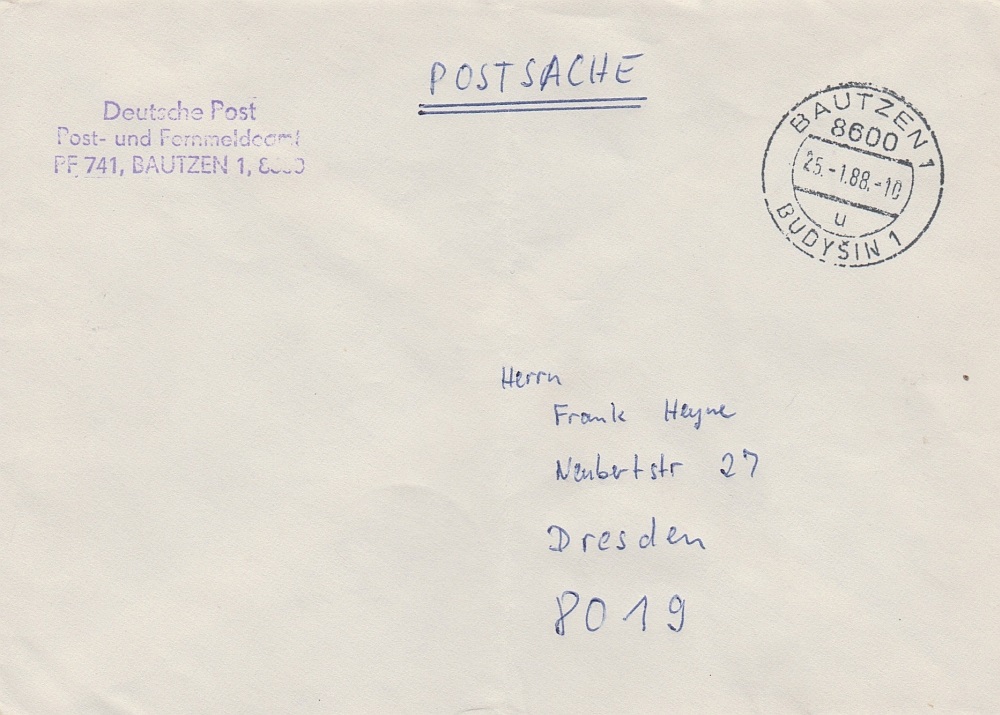 POSTSACHE
Deutsche Post
Post- und Fernmeldeamt
PF 741, BAUTZEN 1,
BAUTZEN 1
8600
25.-1.88.-10
u
BUDYŠIN 1
Herrn
Frank Heyne
Neubertstr 27
Dresden
8019